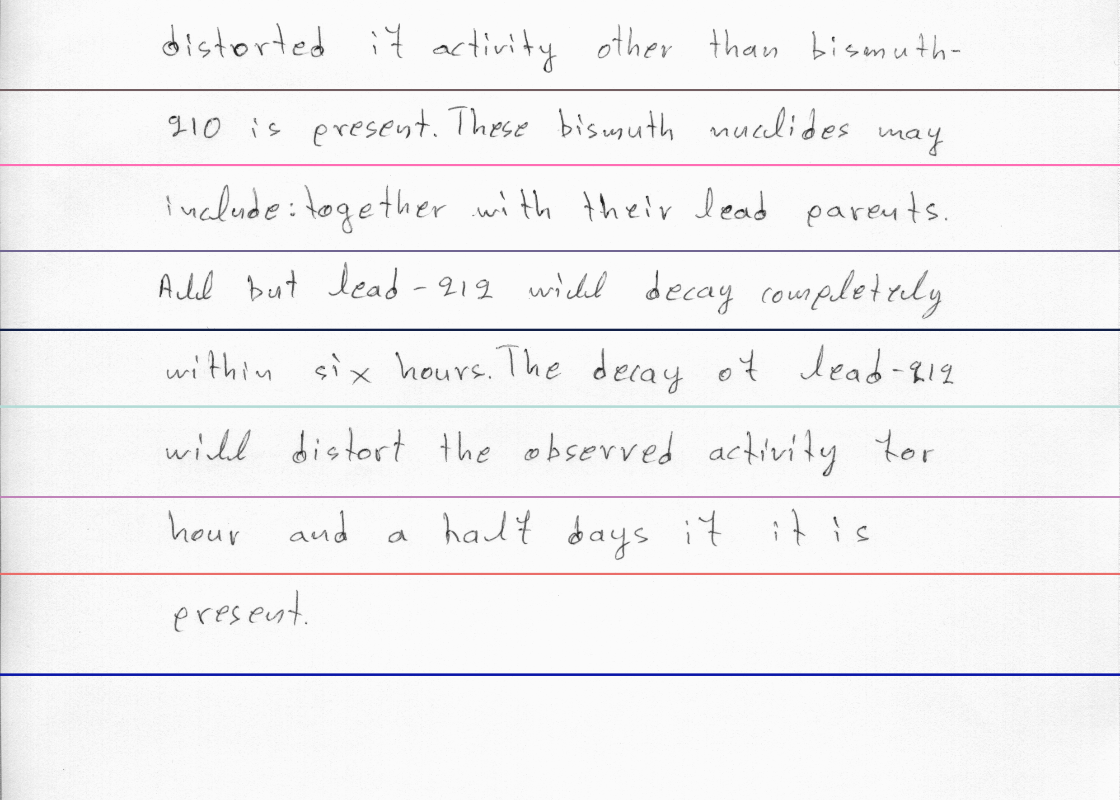 distorted if activity other than bismuth-
210 is present. These bismuth nuclides may
include: together with their lead parents.
All but lead-212 will decay completely
within six hours. The decay of lead-212
will distort the observed activity for
hour and a half days if it is
present.